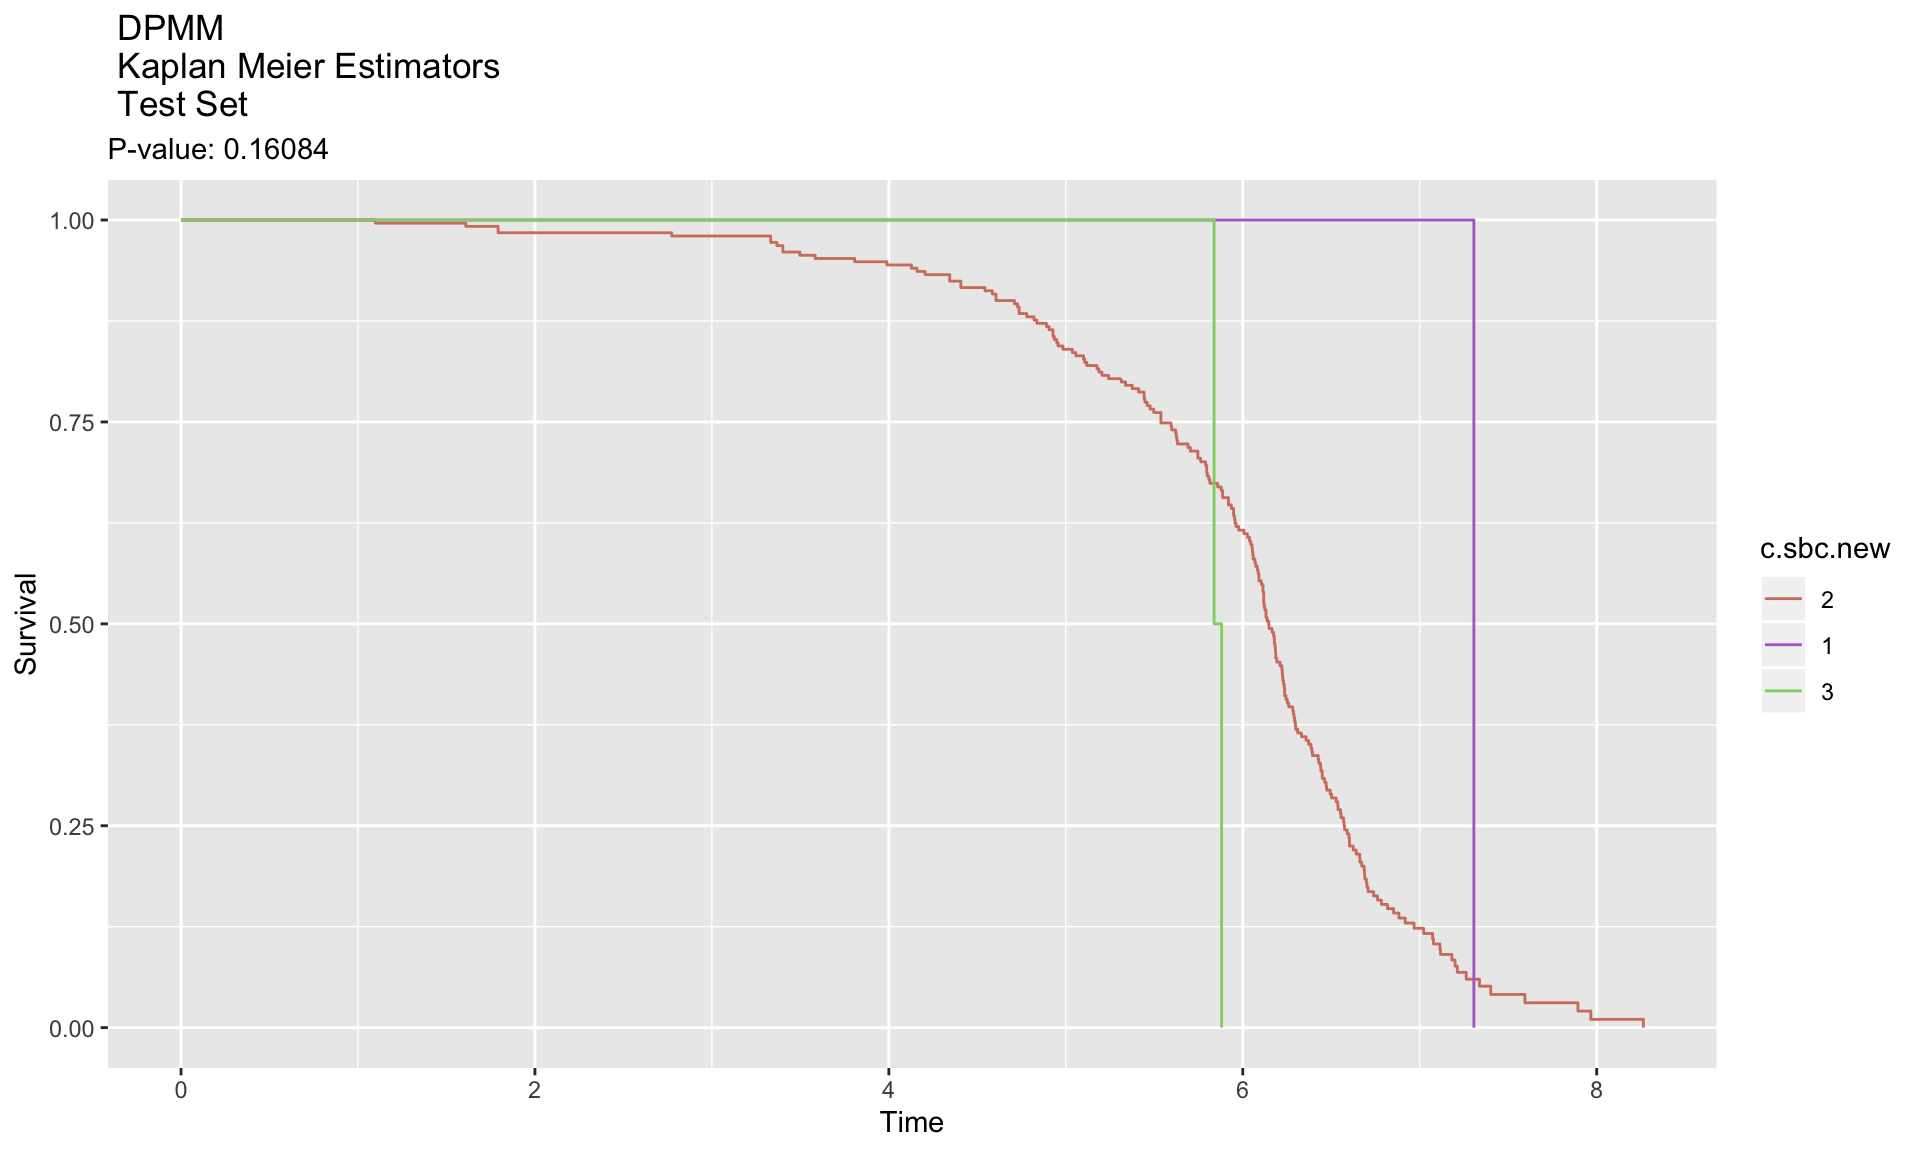 DPMM
Kaplan Meier Estimators
Test Set
P-value: 0.16084
1.00
0.75
0.50
0.25
0.00
Survival
0 2 4 6 8
Time
c.sbc.new
2
1
3